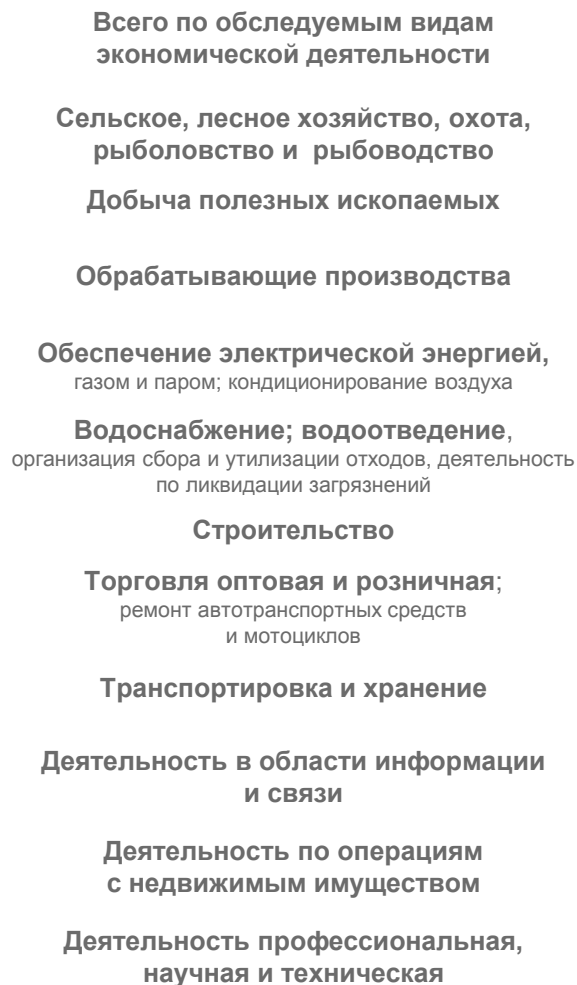 Всего по обследуемым видам
экономической деятельности
Сельское, лесное хозяйство, охота,
рыболовство и рыбоводство
Добыча полезных ископаемых
Обрабатывающие производства
Обеспечение электрической энергией,
газом и паром; кондиционирование воздуха
Водоснабжение; водоотведение,
организация сбора и утилизации отходов, деятельность
по ликвидации загрязнений
Строительство
Торговля оптовая и розничная;
ремонт автотранспортных средств
и мотоциклов
Транспортировка и хранение
Деятельность в области информации
и связи
Деятельность по операциям
с недвижимым имуществом
Деятельность профессиональная,
научная и техническая